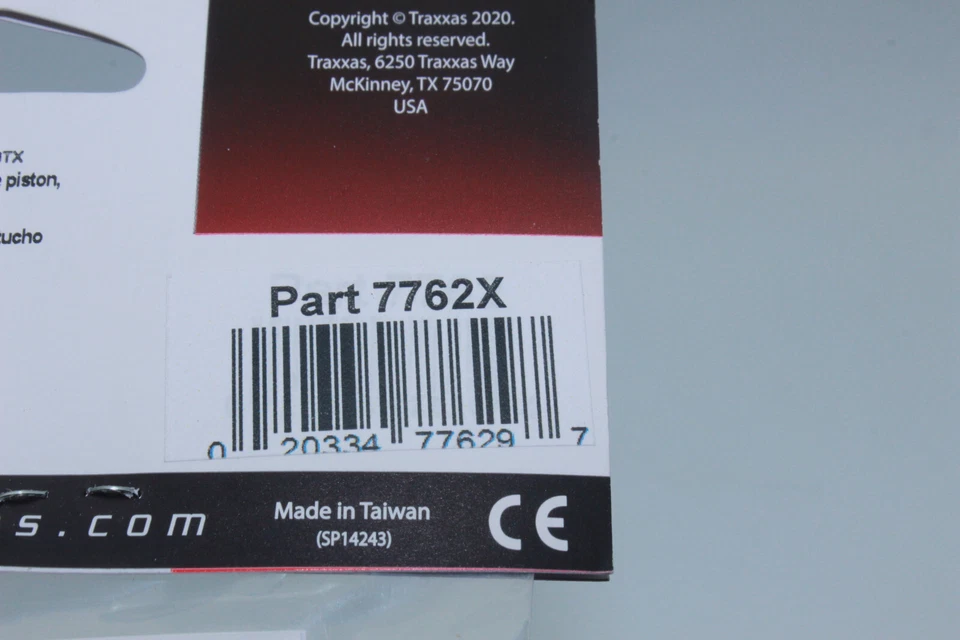 Copyright © Traxxas 2020.
All rights reserved.
Traxxas, 6250 Traxxas Way
McKinney, TX 75070
USA
piston,
Part 7762X
0 20334 77629 7
s.com
Made in Taiwan
(SP14243)
CE